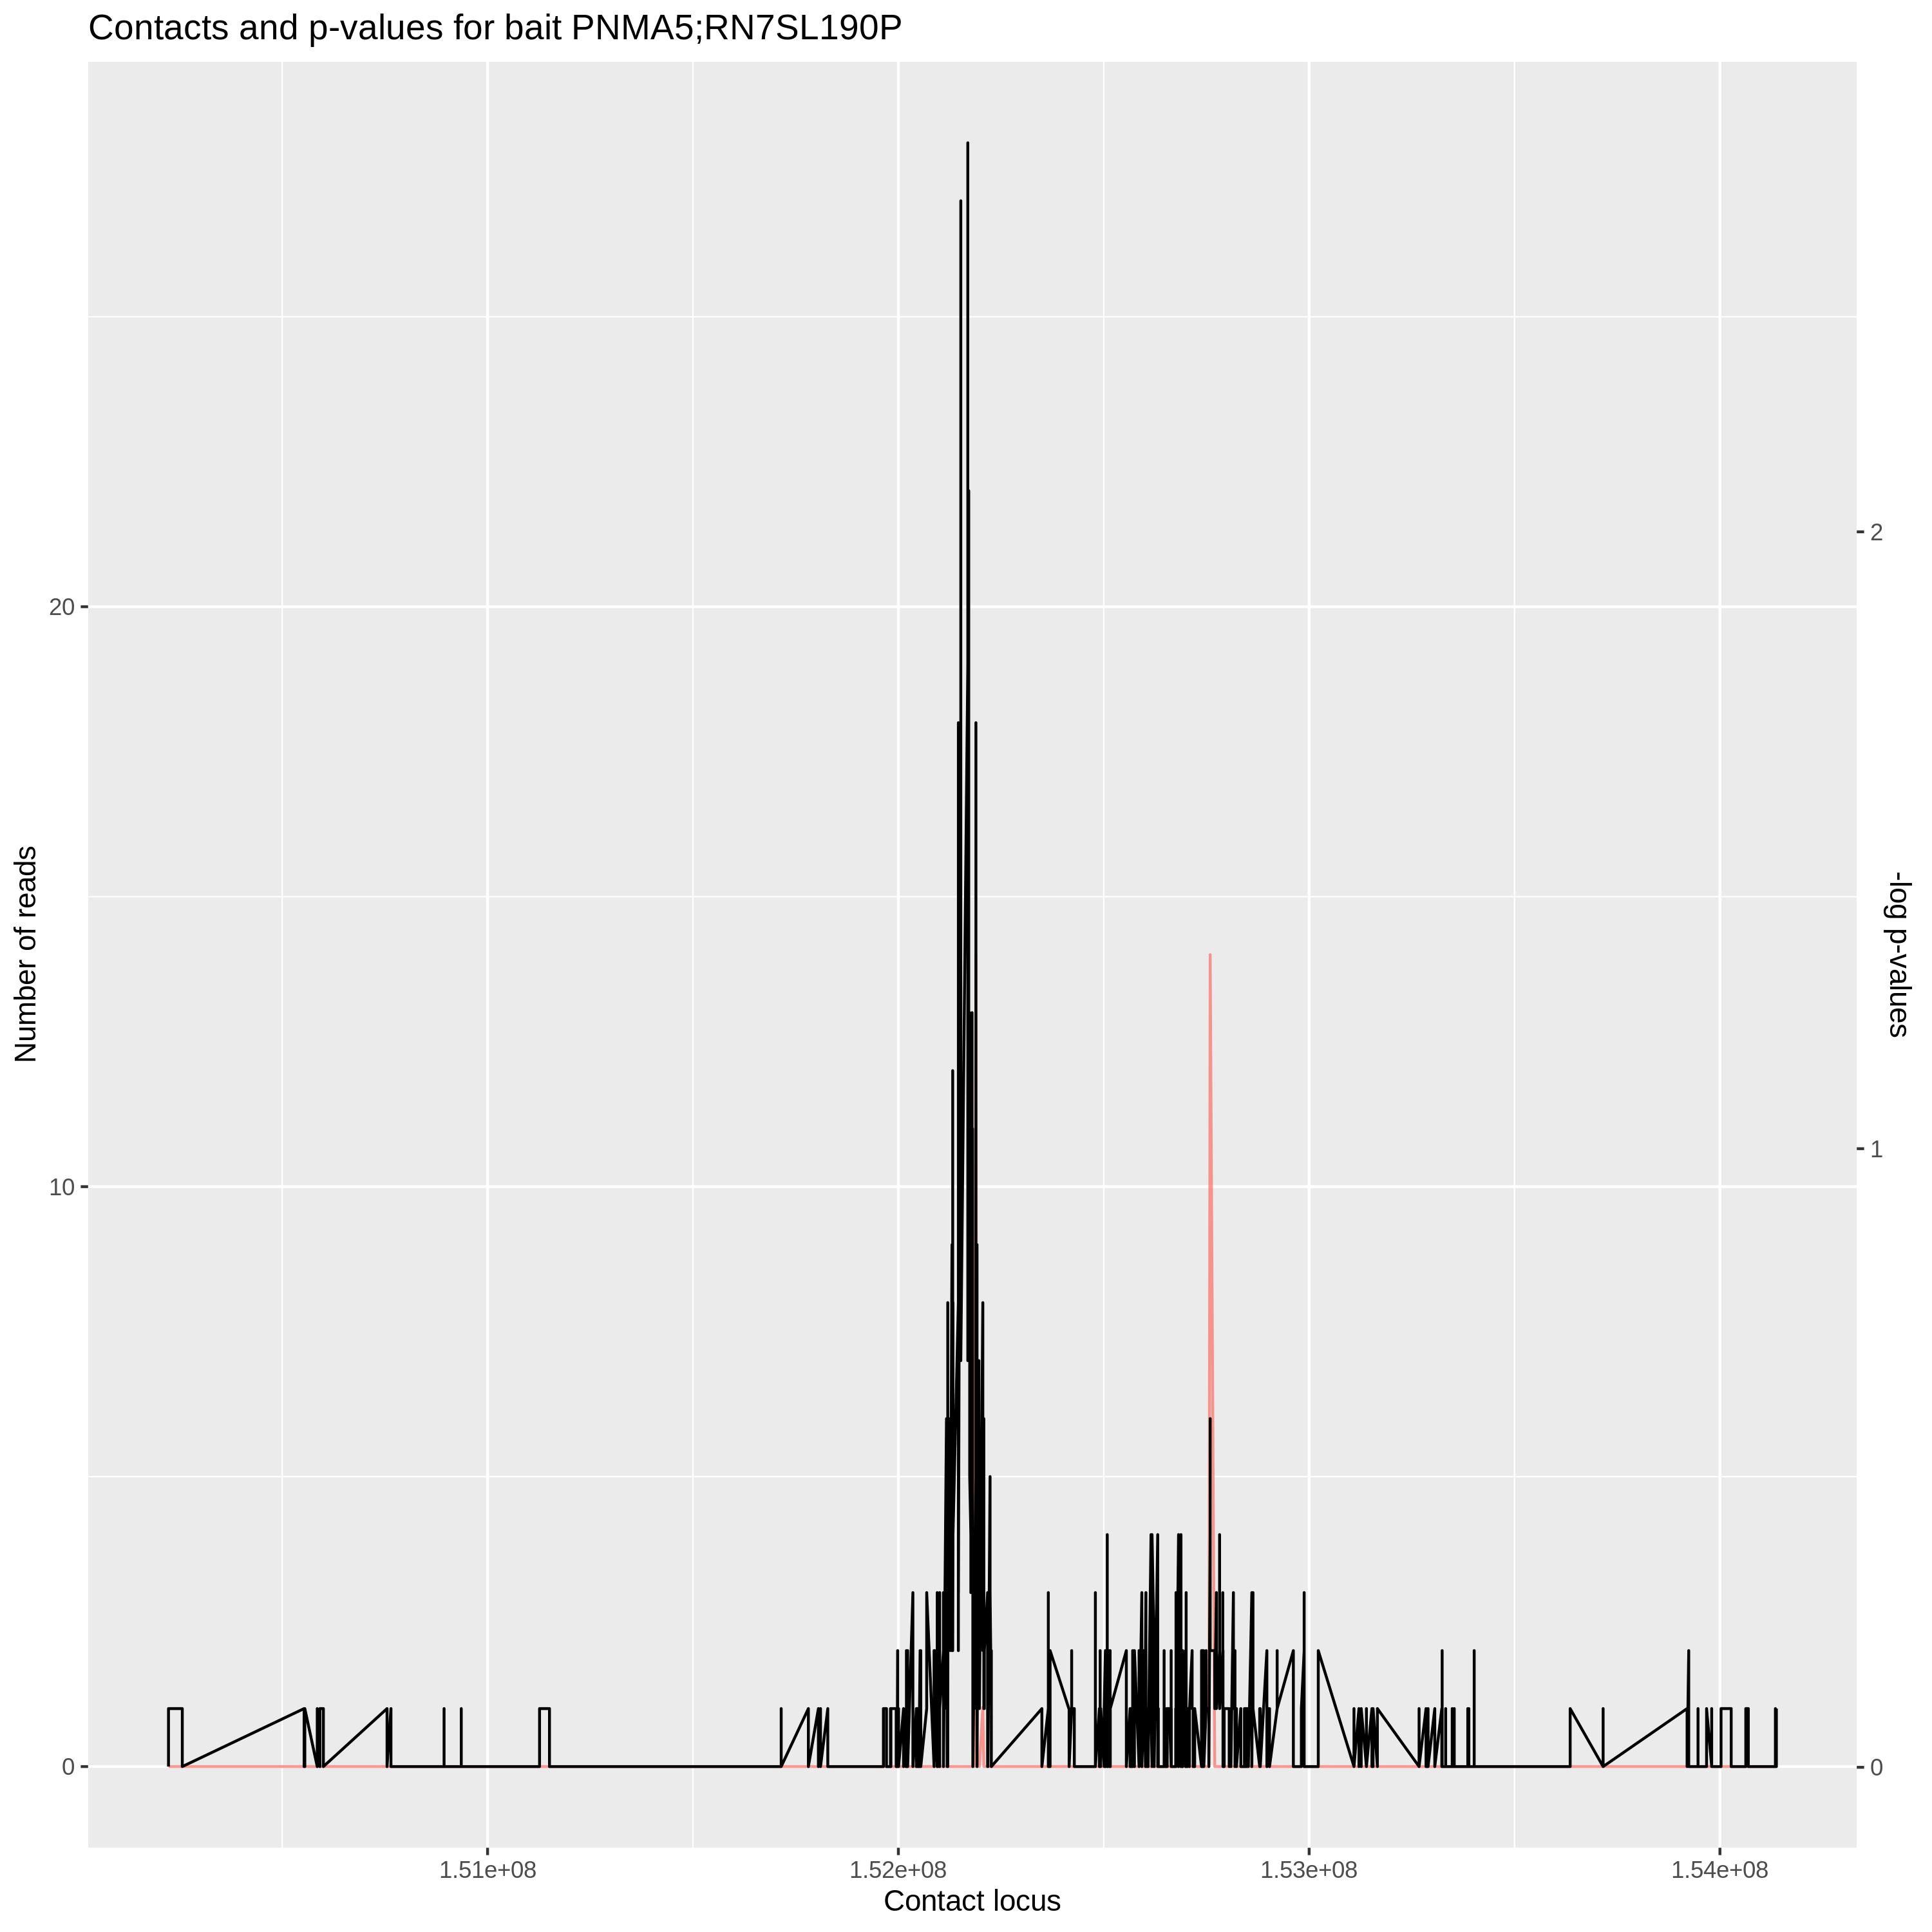 Contacts and p-values for bait PNMA5;RN7SL190P
20
10
0
Number of reads
2
1
0
-log p-values
1.51e+08 1.52e+08 1.53e+08 1.54e+08
Contact locus